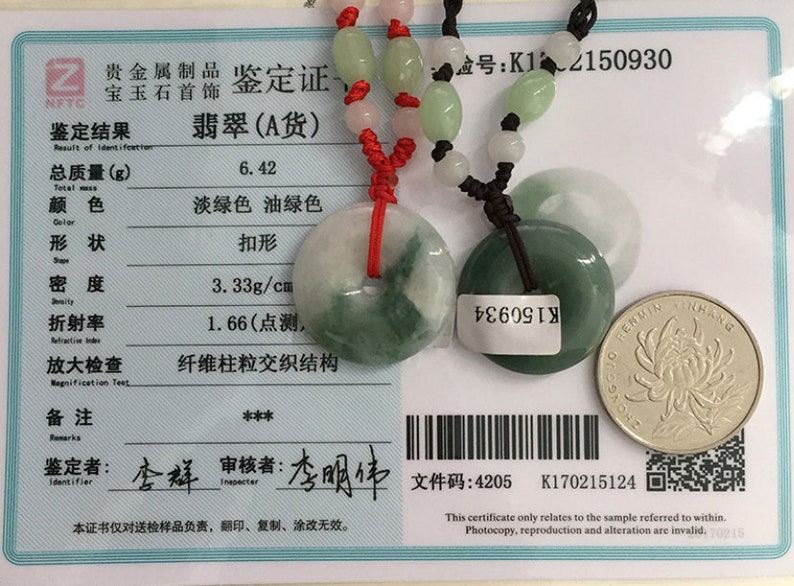 NFTC
贵金属制品
宝玉石首饰
鉴定证
验号:K1
02150930
鉴定结果
Result of Identifcation
翡翠(A货)
总质量(g)
Total mass
6.42
颜 色
Color
淡绿色 油绿色
形 状
Shape
扣形
密 度
Density
3.33g/cm
折射率
Refractive Index
1.66(点测)
放大检查
Magnification Test
纤维柱粒交织结构
备 注
Remarks
***
鉴定者:
Identifier
李群
审核者:
Inspector
李明伟
本证书仅对送检样品负责,翻印、复制、涂改无效。
K150934
ZHONGGUO RENMIN YINHANG
文件码:4205
K170215124
This certificate only relates to the sample referred to within.
Photocopy, reproduction and alteration are invalid.
20170215